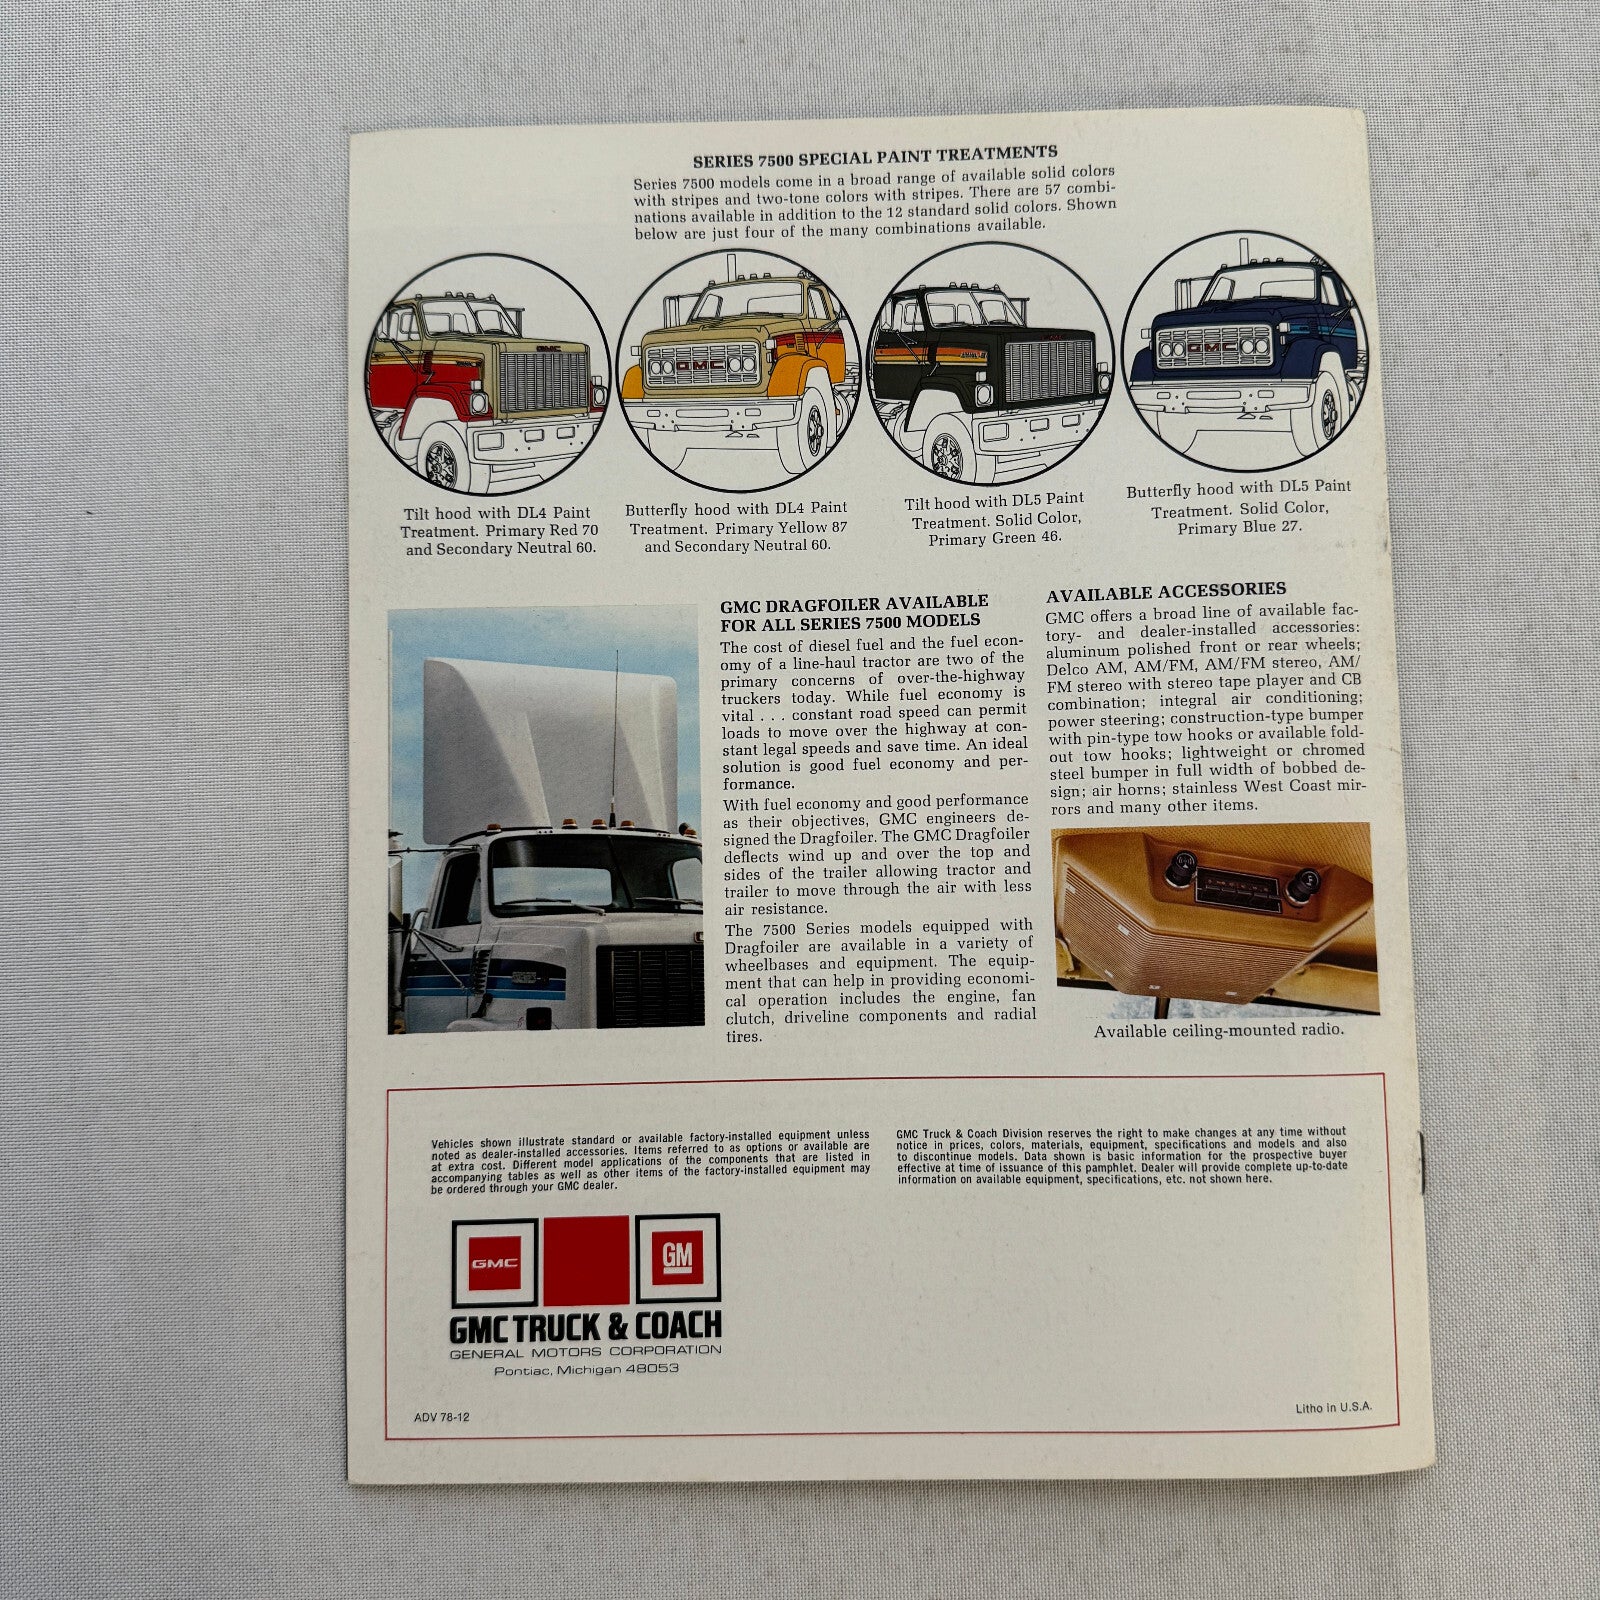 SERIES 7500 SPECIAL PAINT TREATMENTS
Series 7500 models come in a broad range of available solid colors
with stripes and two-tone colors with stripes. There are 57 combi-
nations available in addition to the 12 standard solid colors. Shown
below are just four of the many combinations available.
GMC
GMC
GMC
Tilt hood with DL4 Paint
Treatment. Primary Red 70
and Secondary Neutral 60.
Butterfly hood with DL4 Paint
Treatment. Primary Yellow 87
and Secondary Neutral 60.
Tilt hood with DL5 Paint
Treatment. Solid Color,
Primary Green 46.
Butterfly hood with DL5 Paint
Treatment. Solid Color,
Primary Blue 27.
GMC DRAGFOILER AVAILABLE
FOR ALL SERIES 7500 MODELS
The cost of diesel fuel and the fuel econ-
omy of a line-haul tractor are two of the
primary concerns of over-the-highway
truckers today. While fuel economy is
vital . . . constant road speed can permit
loads to move over the highway at con-
stant legal speeds and save time. An ideal
solution is good fuel economy and per-
formance.
With fuel economy and good performance
as their objectives, GMC engineers de-
signed the Dragfoiler. The GMC Dragfoiler
deflects wind up and over the top and
sides of the trailer allowing tractor and
trailer to move through the air with less
air resistance.
The 7500 Series models equipped with
Dragfoiler are available in a variety of
wheelbases and equipment. The equip-
ment that can help in providing economi-
cal operation includes the engine, fan
clutch, driveline components and radial
tires.
AVAILABLE ACCESSORIES
GMC offers a broad line of available fac-
tory- and dealer-installed accessories:
aluminum polished front or rear wheels;
Delco AM, AM/FM, AM/FM stereo, AM/
FM stereo with stereo tape player and CB
combination; integral air conditioning;
power steering; construction-type bumper
with pin-type tow hooks or available fold-
out tow hooks; lightweight or chromed
steel bumper in full width of bobbed de-
sign; air horns; stainless West Coast mir-
rors and many other items.
Available ceiling-mounted radio.
Vehicles shown illustrate standard or available factory-installed equipment unless
noted as dealer-installed accessories. Items referred to as options or available are
at extra cost. Different model applications of the components that are listed in
accompanying tables as well as other items of the factory-installed equipment may
be ordered through your GMC dealer.
GMC Truck & Coach Division reserves the right to make changes at any time without
notice in prices, colors, materials, equipment, specifications and models and also
to discontinue models. Data shown is basic information for the prospective buyer
effective at time of issuance of this pamphlet. Dealer will provide complete up-to-date
information on available equipment, specifications, etc. not shown here.
GMC
GM
GMC TRUCK & COACH
GENERAL MOTORS CORPORATION
Pontiac, Michigan 48053
ADV 78-12
Litho in U.S.A.